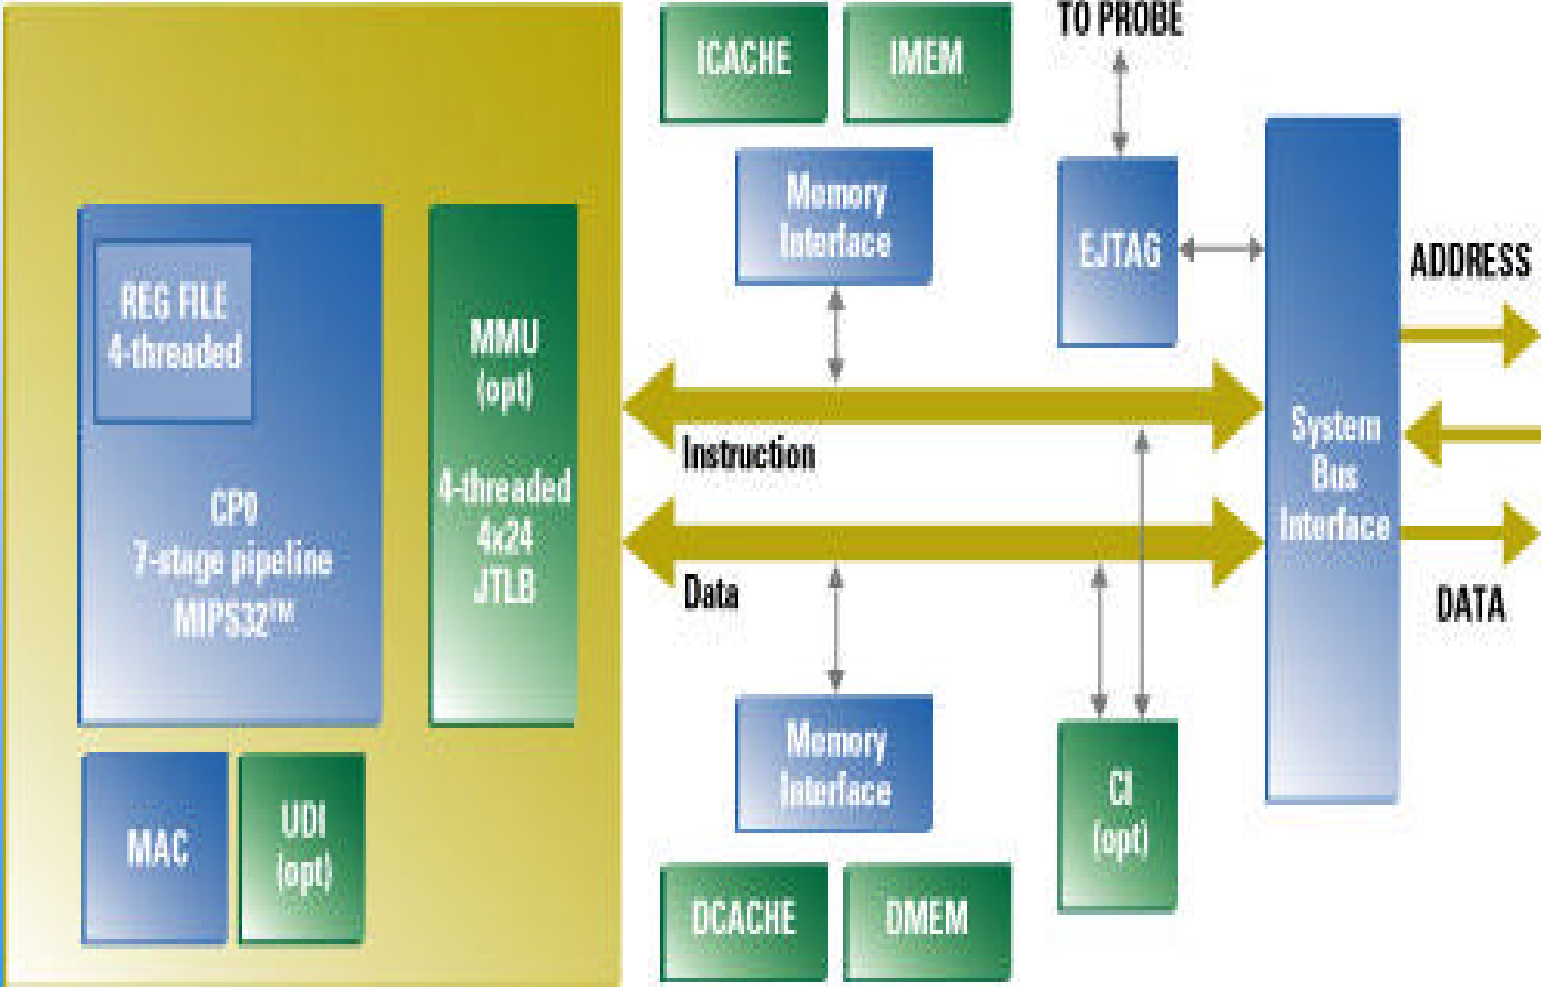 ICACHE
IMEM
TO PROBE
Memory
Interface
EJTAG
ADDRESS
REG FILE
4-threaded
MMU
(opt)
4-threaded
4x24
JTLB
CP0
7-stage pipeline
MIPS32™
Instruction
Data
System
Bus
Interface
DATA
Memory
Interface
CI
(opt)
MAC
UDI
(opt)
DCACHE
DMEM